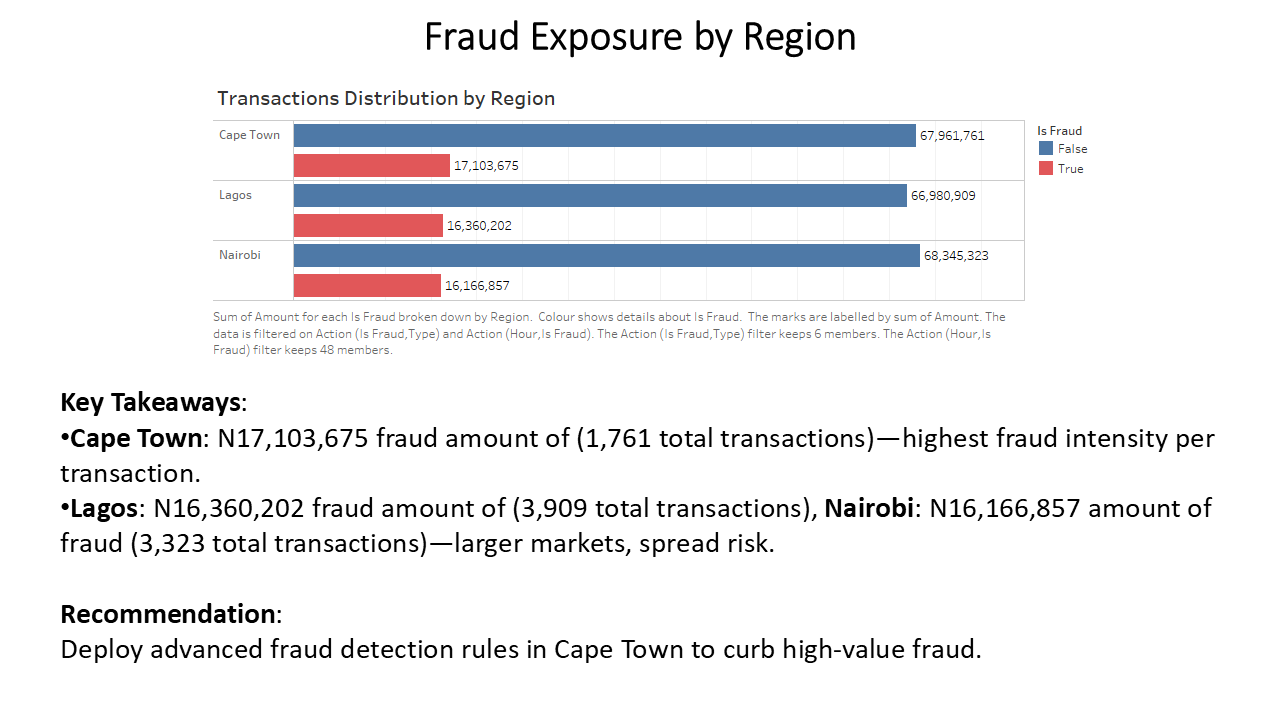 Fraud Exposure by Region
Transactions Distribution by Region
Cape Town
67,961,761
17,103,675
Lagos
66,980,909
16,360,202
Nairobi
68,345,323
16,166,857
Is Fraud
False
True
Sum of Amount for each Is Fraud broken down by Region.  Colour shows details about Is Fraud.  The marks are labelled by sum of Amount. The
data is filtered on Action (Is Fraud,Type) and Action (Hour,Is Fraud). The Action (Is Fraud,Type) filter keeps 6 members. The Action (Hour,Is
Fraud) filter keeps 48 members.
Key Takeaways:
•Cape Town: N17,103,675 fraud amount of (1,761 total transactions)—highest fraud intensity per
transaction.
•Lagos: N16,360,202 fraud amount of (3,909 total transactions), Nairobi: N16,166,857 amount of
fraud (3,323 total transactions)—larger markets, spread risk.
Recommendation:
Deploy advanced fraud detection rules in Cape Town to curb high-value fraud.